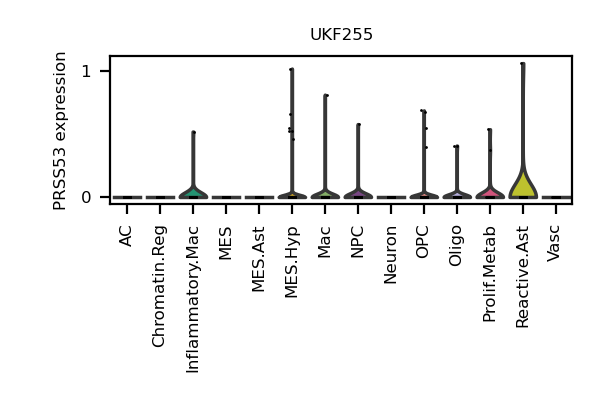 UKF255
PRSS53 expression
1
0
AC
Chromatin.Reg
Inflammatory.Mac
MES
MES.Ast
MES.Hyp
Mac
NPC
Neuron
OPC
Oligo
Prolif.Metab
Reactive.Ast
Vasc